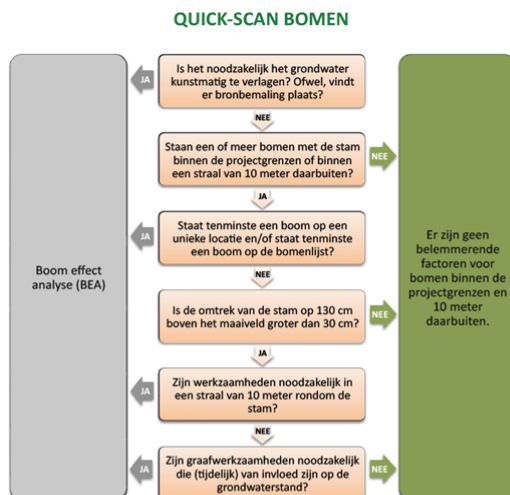 QUICK-SCAN BOMEN
Is het noodzakelijk het grondwater
kunstmatig te verlagen? Ofwel, vindt
er bronbemaling plaats?
JA
NEE
Staan een of meer bomen met de stam
binnen de projectgrenzen of binnen
een straal van 10 meter daarbuiten?
NEE
JA
Staat tenminste een boom op een
unieke locatie en/of staat tenminste
een boom op de bomenlijst?
JA
NEE
Boom effect
analyse (BEA)
Er zijn geen
belemmerende
factoren voor
bomen binnen de
projectgrenzen en
10 meter
daarbuiten.
Is de omtrek van de stam op 130 cm
boven het maaiveld groter dan 30 cm?
NEE
JA
Zijn werkzaamheden noodzakelijk in
een straal van 10 meter rondom de
stam?
JA
NEE
Zijn graafwerkzaamheden noodzakelijk
die (tijdelijk) van invloed zijn op de
grondwaterstand?
JA
NEE